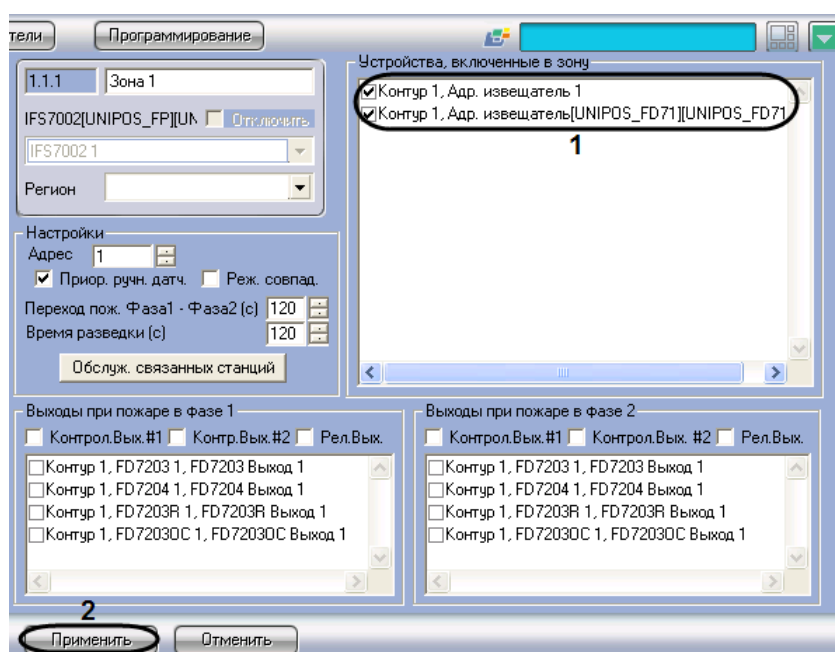 тели
Программирование
1.1.1
Зона 1
IFS7002[UNIPOS_FP][UN
Отключить
IFS7002 1
Регион
Устройства, включенные в зону
Контур 1, Адр. извещатель 1
Контур 1, Адр. извещатель[UNIPOS_FD71][UNIPOS_FD71
1
Настройки
Адрес 1
Приор. ручн. датч. Реж. совпад.
Переход пож. Фаза1 - Фаза2 (с) 120
Время разведки (с) 120
Обслуж. связанных станций
Выходы при пожаре в фазе 1
Контрол.Вых.#1 Контр.Вых.#2 Рел.Вых.
Контур 1, FD7203 1, FD7203 Выход 1
Контур 1, FD7204 1, FD7204 Выход 1
Контур 1, FD7203R 1, FD7203R Выход 1
Контур 1, FD7203OC 1, FD7203OC Выход 1
Выходы при пожаре в фазе 2
Контрол.Вых.#1 Контрол.Вых. #2 Рел.Вых.
Контур 1, FD7203 1, FD7203 Выход 1
Контур 1, FD7204 1, FD7204 Выход 1
Контур 1, FD7203R 1, FD7203R Выход 1
Контур 1, FD7203OC 1, FD7203OC Выход 1
2
Применить
Отменить